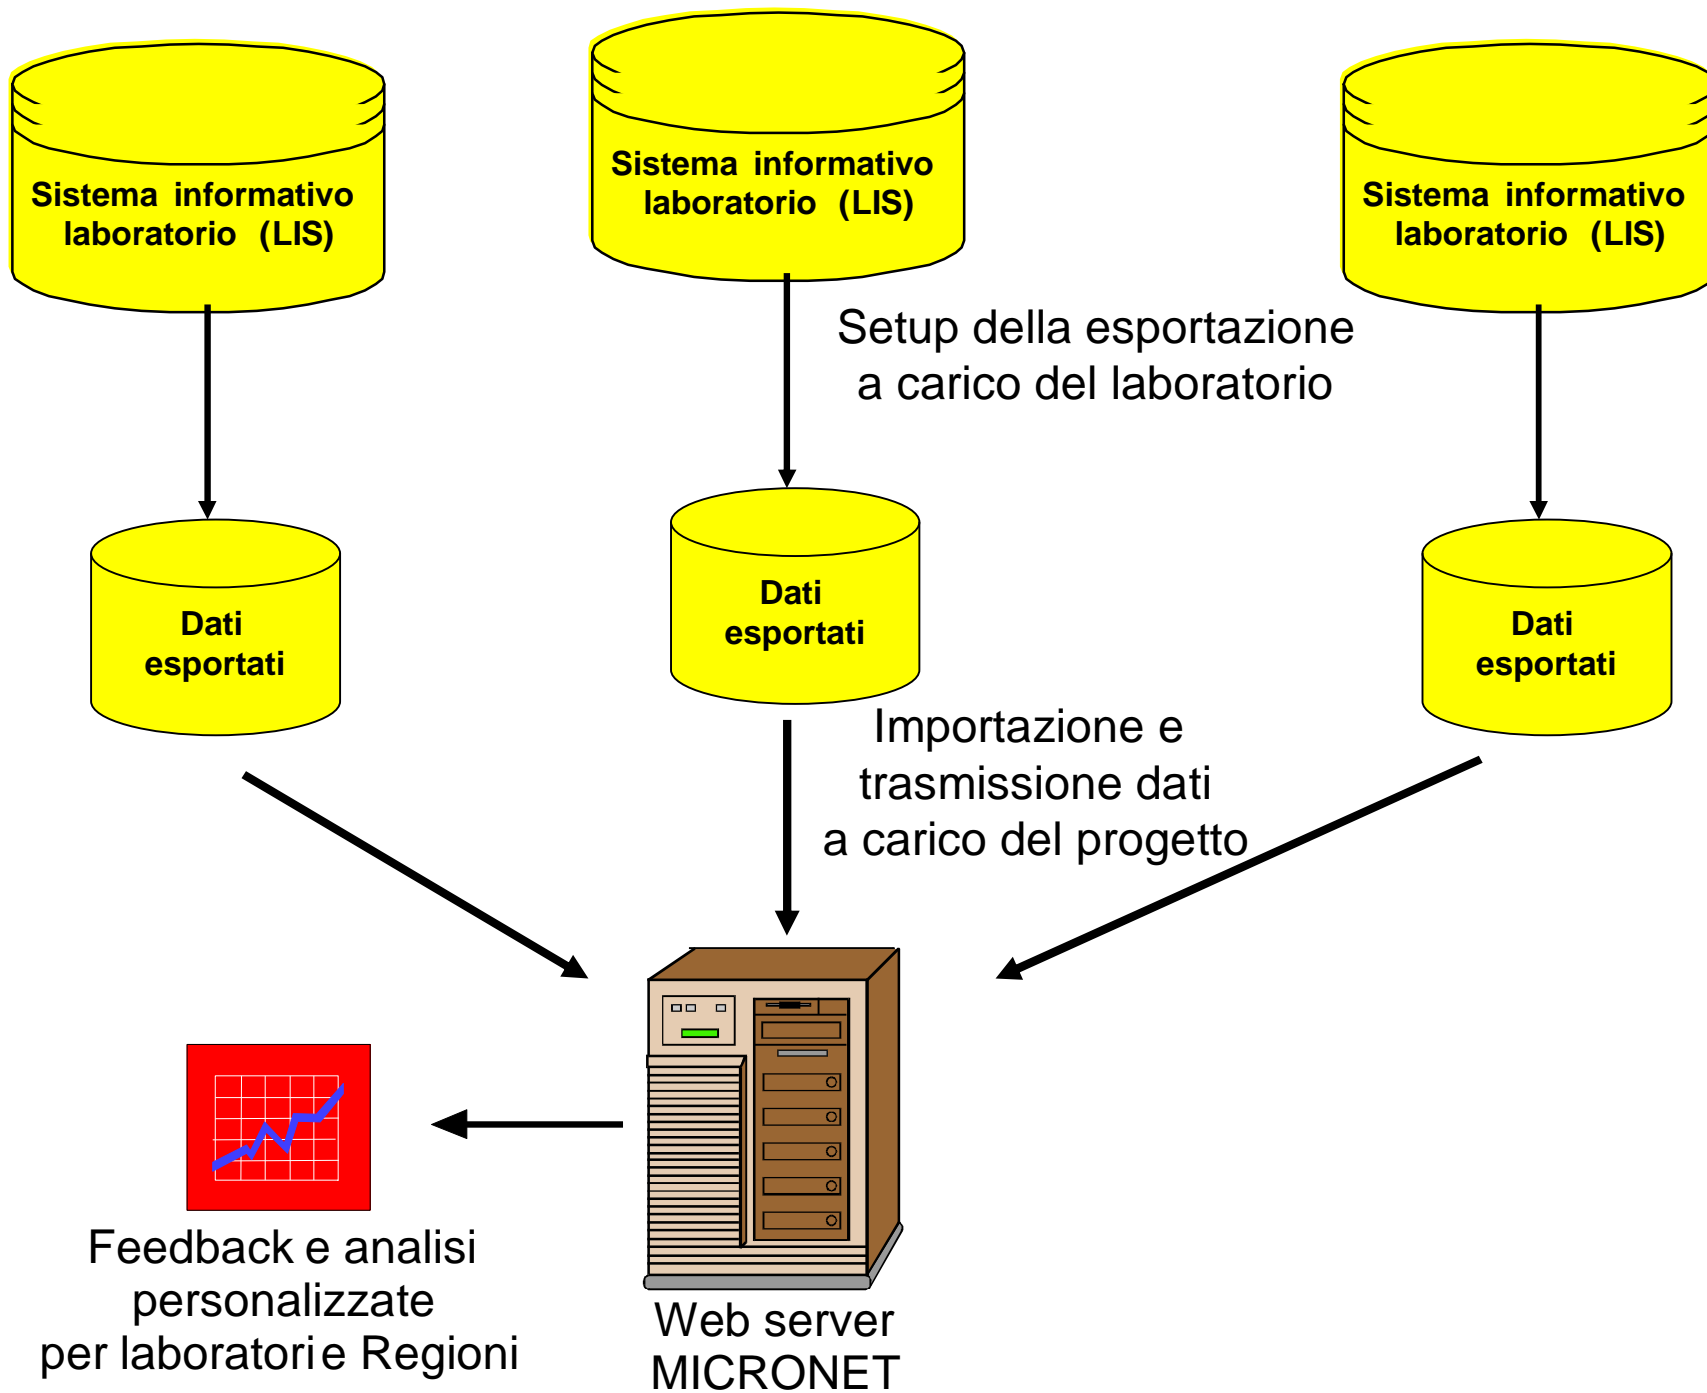 Sistema informativo
laboratorio (LIS)
Sistema informativo
laboratorio (LIS)
Sistema informativo
laboratorio (LIS)
Setup della esportazione
a carico del laboratorio
Dati
esportati
Dati
esportati
Dati
esportati
Importazione e
trasmissione dati
a carico del progetto
Feedback e analisi
personalizzate
per laboratori e Regioni
Web server
MICRONET